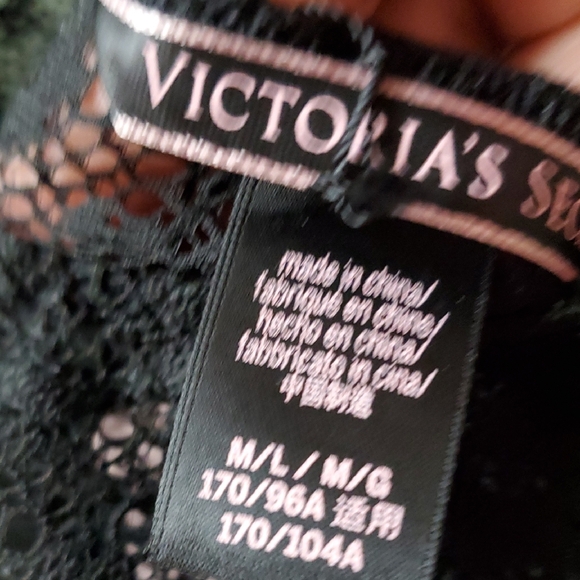 VICTORIA'S
made in china/
fabriqué en chine/
hecho en china/
fabbricato in cina/
中国制造
M/L / M/G
170/96A 适用
170/104A